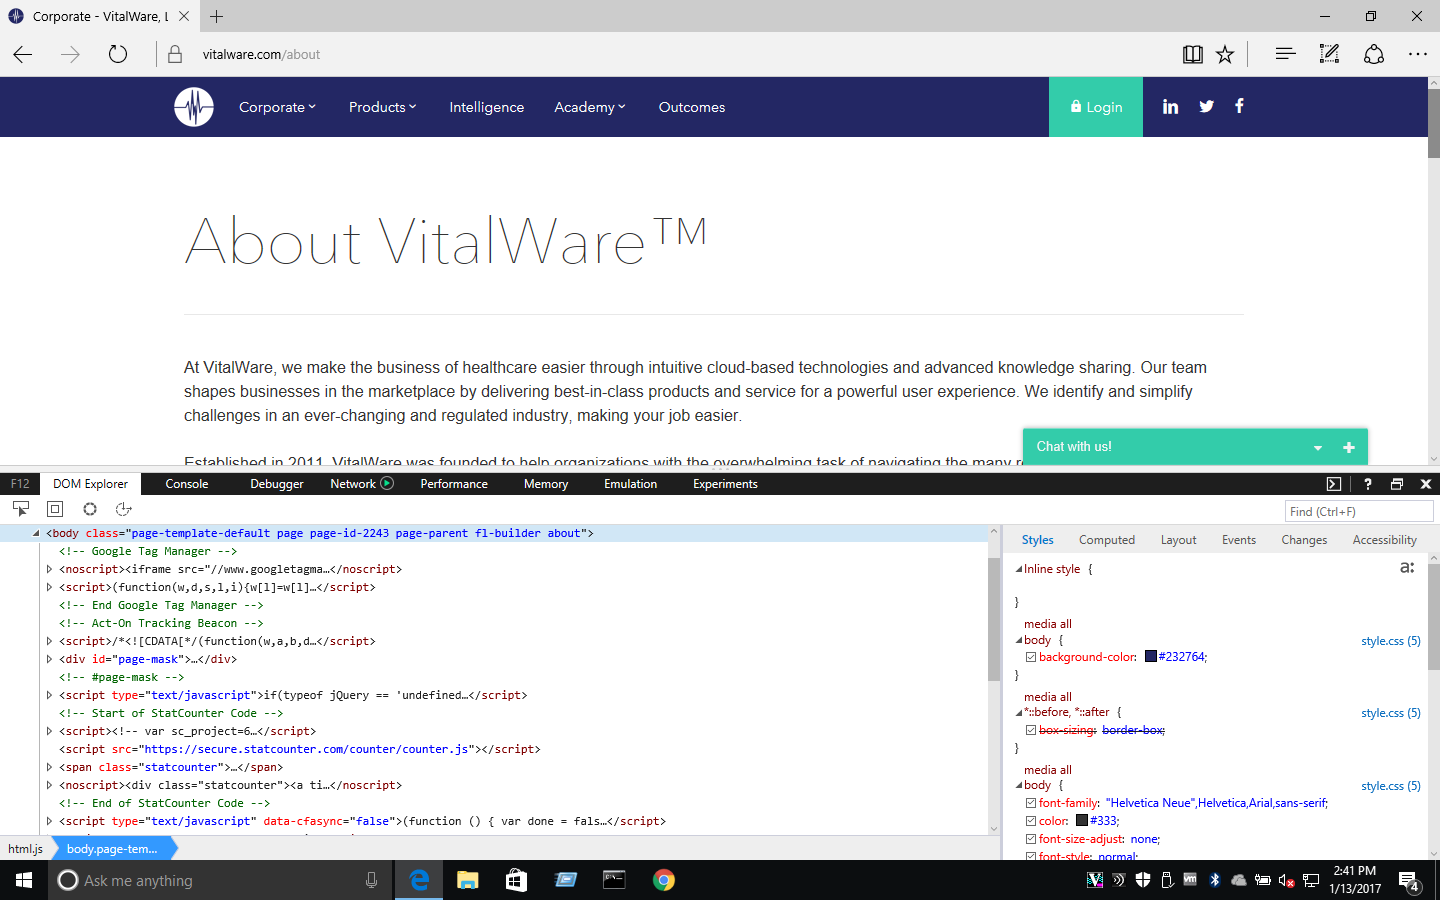 Corporate - VitalWare, L
vitalware.com/about
Corporate
Products
Intelligence
Academy
Outcomes
Login
About VitalWare™
At VitalWare, we make the business of healthcare easier through intuitive cloud-based technologies and advanced knowledge sharing. Our team
shapes businesses in the marketplace by delivering best-in-class products and service for a powerful user experience. We identify and simplify
challenges in an ever-changing and regulated industry, making your job easier.
Established in 2011, VitalWare was founded to help organizations with the overwhelming task of navigating the many
Chat with us!
F12
DOM Explorer
Console
Debugger
Network
Performance
Memory
Emulation
Experiments
Find (Ctrl+F)
<body class="page-template-default page page-id-2243 page-parent fl-builder about">
<!-- Google Tag Manager -->
<noscript><iframe src="//www.googletagma…</noscript>
<script>(function(w,d,s,l,i){w[l]=w[l]…</script>
<!-- End Google Tag Manager -->
<!-- Act-On Tracking Beacon -->
<script>/*<![CDATA[*/(function(w,a,b,d…</script>
<div id="page-mask">…</div>
<!-- #page-mask -->
<script type="text/javascript">if(typeof jQuery == 'undefined…</script>
<!-- Start of StatCounter Code -->
<script><!-- var sc_project=6…</script>
<script src="https://secure.statcounter.com/counter/counter.js"></script>
<span class="statcounter">…</span>
<noscript><div class="statcounter"><a ti…</noscript>
<!-- End of StatCounter Code -->
<script type="text/javascript" data-cfasync="false">(function () { var done = fals…</script>
html.js
body.page-tem...
Styles
Computed
Layout
Events
Changes
Accessibility
Inline style {
a:
}
media all
body {
style.css (5)
background-color: #232764;
}
media all
*::before, *::after {
style.css (5)
box-sizing: border-box;
}
media all
body {
style.css (5)
font-family: "Helvetica Neue",Helvetica,Arial,sans-serif;
color: #333;
font-size-adjust: none;
font-style: normal;
Ask me anything
2:41 PM
1/13/2017
4